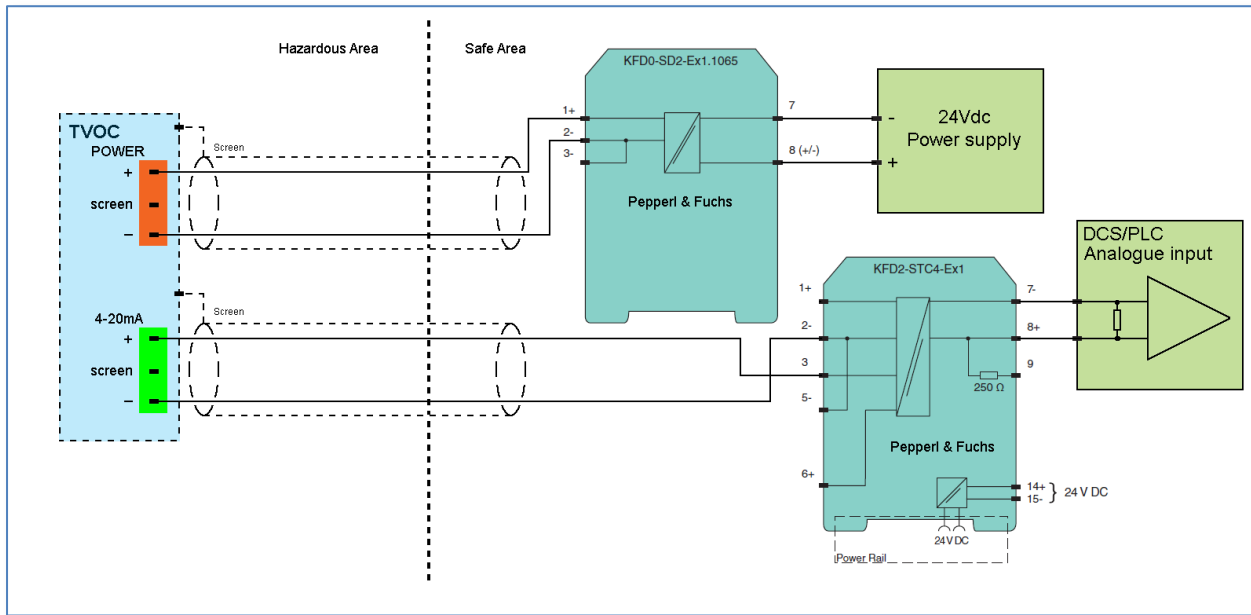 Hazardous Area
Safe Area
TVOC
POWER
+
screen
−
Screen
4-20mA
+
screen
−
Screen
KFD0-SD2-Ex1.1065
1+
2-
3-
7
8 (+/-)
Pepperl & Fuchs
24Vdc
Power supply
-
+
KFD2-STC4-Ex1
1+
2-
3
5-
6+
7-
8+
9
250 Ω
Pepperl & Fuchs
14+
15-
} 24 V DC
24V DC
Power Rail
DCS/PLC
Analogue input